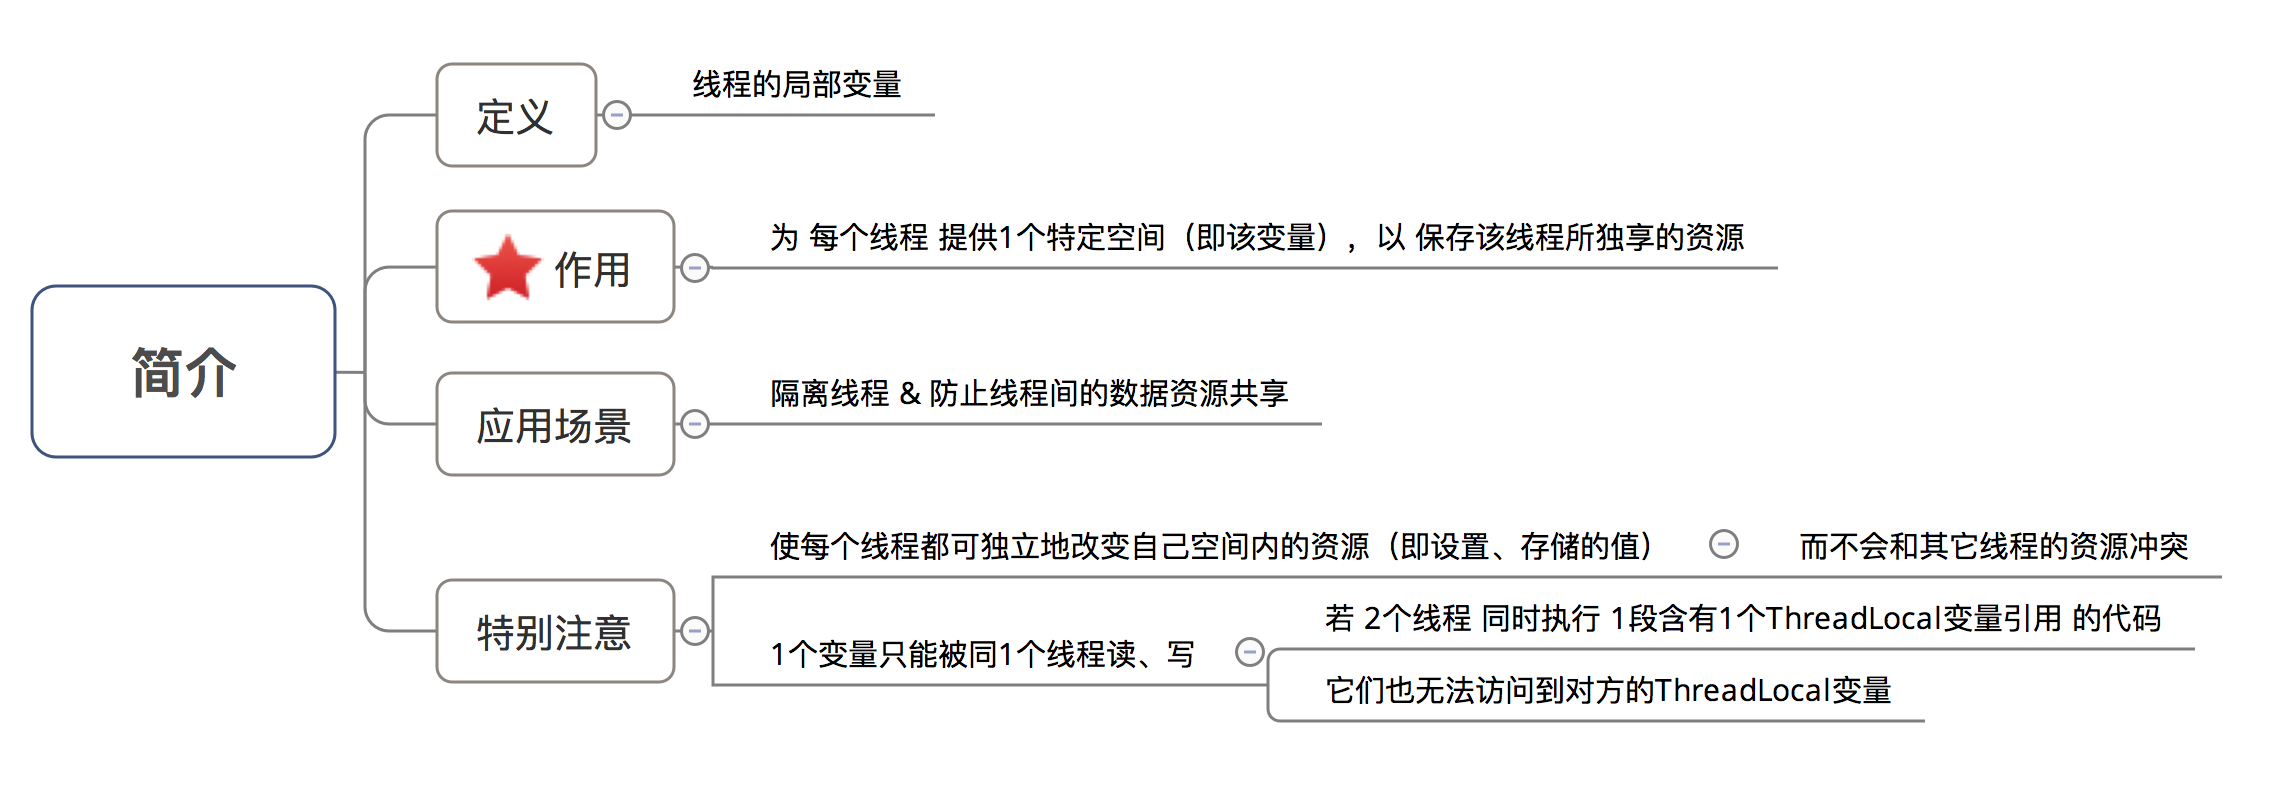 简介
定义
线程的局部变量
作用
为 每个线程 提供1个特定空间（即该变量），以 保存该线程所独享的资源
应用场景
隔离线程 & 防止线程间的数据资源共享
特别注意
使每个线程都可独立地改变自己空间内的资源（即设置、存储的值）
而不会和其它线程的资源冲突
1个变量只能被同1个线程读、写
若 2个线程 同时执行 1段含有1个ThreadLocal变量引用 的代码
它们也无法访问到对方的ThreadLocal变量